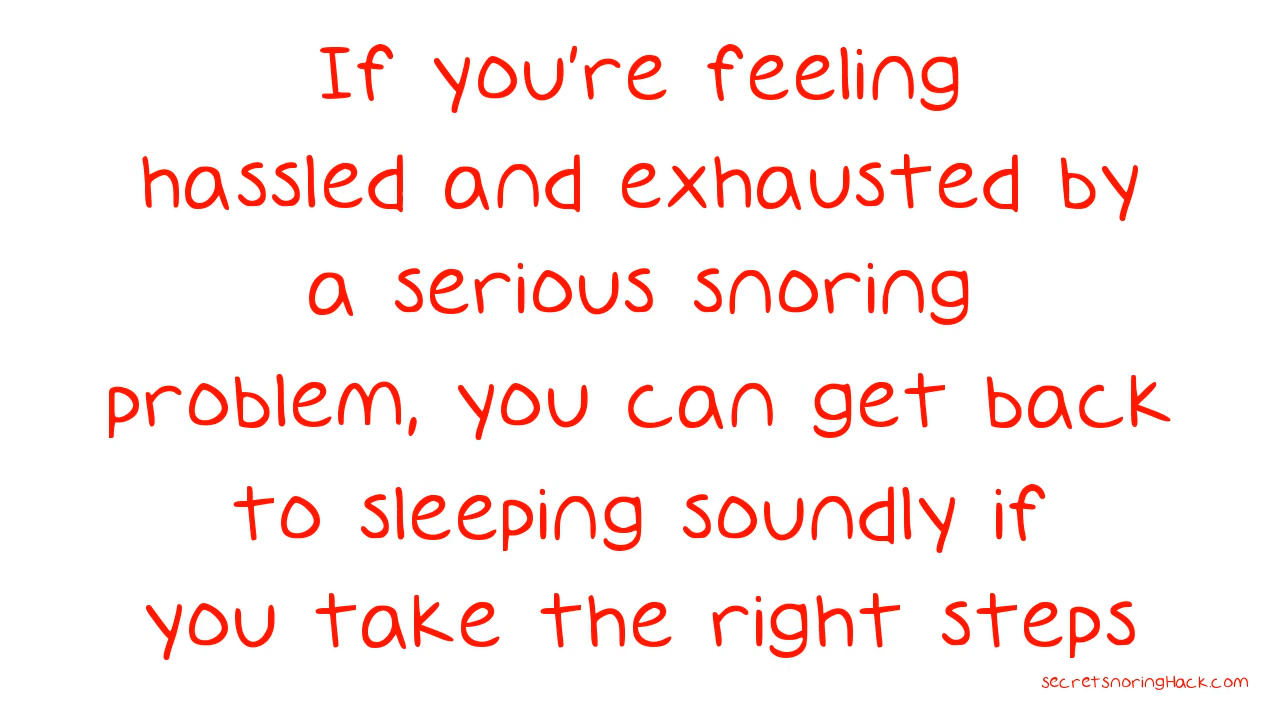 If you're feeling
hassled and exhausted by
a serious snoring
problem, you can get back
to sleeping soundly if
you take the right steps
secretsnoringHack.com